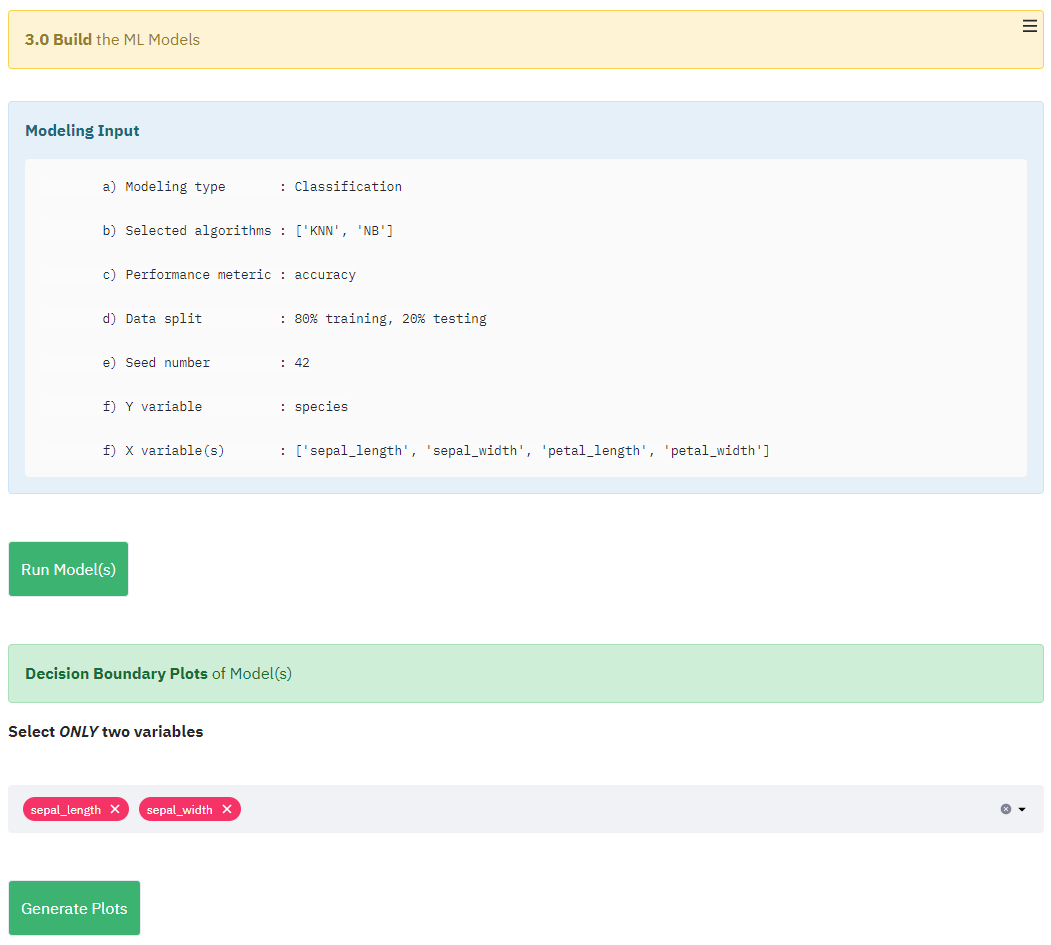 3.0 Build the ML Models
Modeling Input
a) Modeling type       : Classification
b) Selected algorithms : ['KNN', 'NB']
c) Performance meteric : accuracy
d) Data split          : 80% training, 20% testing
e) Seed number         : 42
f) Y variable          : species
f) X variable(s)       : ['sepal_length', 'sepal_width', 'petal_length', 'petal_width']
Run Model(s)
Decision Boundary Plots of Model(s)
Select ONLY two variables
sepal_length sepal_width
Generate Plots